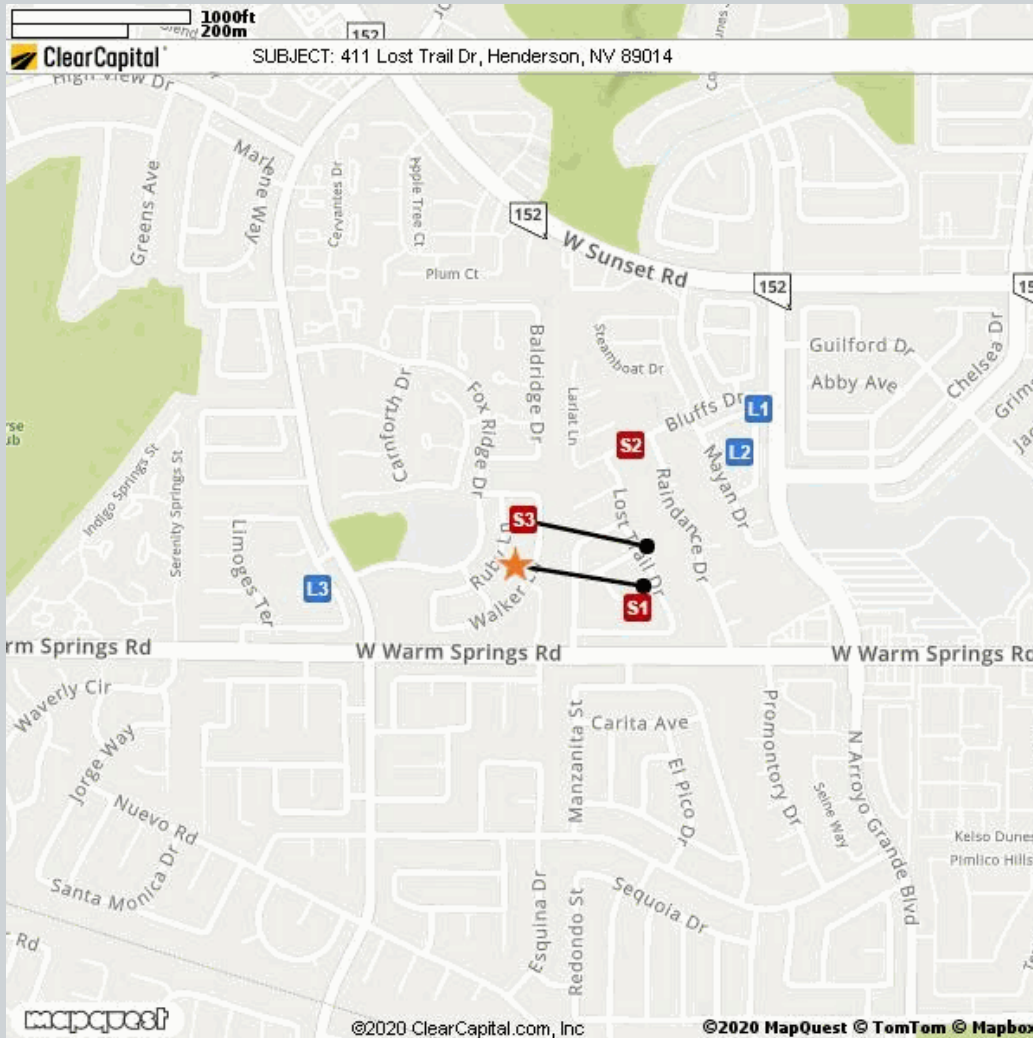 1000ft
200m
152
ClearCapital
SUBJECT: 411 Lost Trail Dr, Henderson, NV 89014
High View Dr
Marlene Way
Greens Ave
Cervantes Dr
Apple Tree Ct
152
W Sunset Rd
Plum Ct
152
Baldridge Dr
Steamboat Dr
Guilford Dr
Abby Ave
Chelsea Dr
Carnforth Dr
Fox Ridge Dr
Lariat Ln
Bluffs Dr
L1
L2
S2
Mayan Dr
Raindance Dr
Indigo Springs St
Serenity Springs St
Lost Trail Dr
S3
Limoges Ter
L3
Walker
S1
rm Springs Rd
W Warm Springs Rd
W Warm Springs Rd
Waverly Cir
Jorge Way
Manzanita St
Carita Ave
El Pico Dr
Promontory Dr
Seine Way
N Arroyo Grande Blvd
Nuevo Rd
Kelso Dunes
Pimlico Hills
Santa Monica Dr
Esquina Dr
Redondo St
Sequoia Dr
Rd
mapquest
©2020 ClearCapital.com, Inc
©2020 MapQuest © TomTom © Mapbox